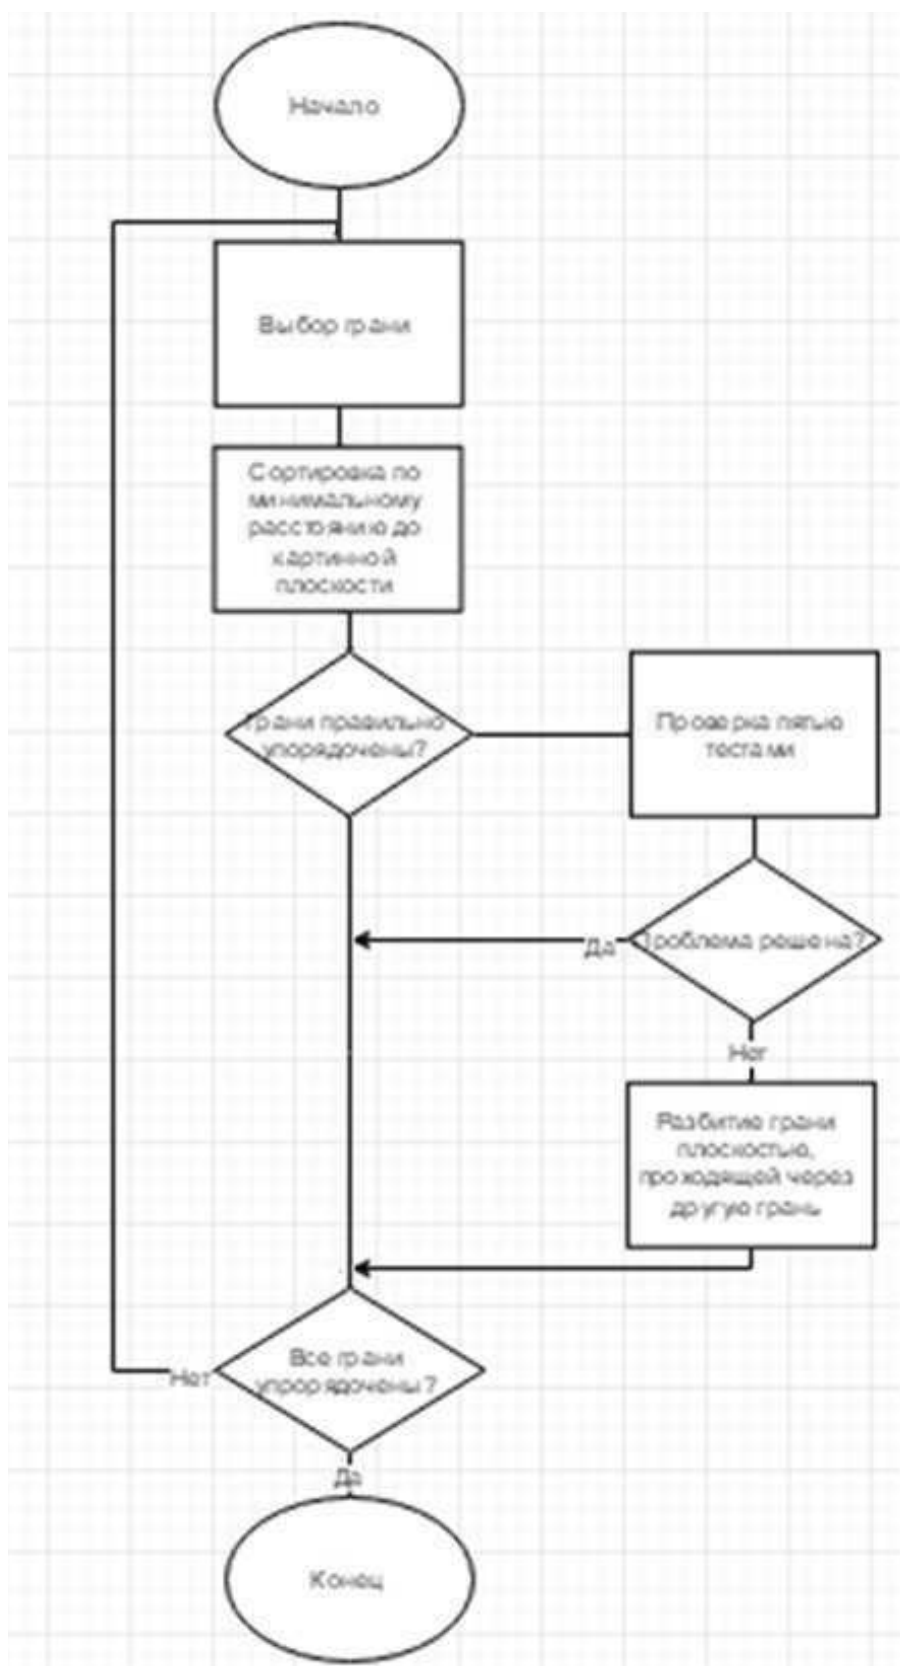 Начало
Выбор грани
Сортировка по
минимальному
расстоянию до
картинной
плоскости
Грани правильно
упорядочены?
Проверка пятью
тестами
Проблема решена?
Да
Нет
Разбитие грани
плоскостью,
проходящей через
другую грань
Все грани
упрорядочены?
Нет
Да
Конец